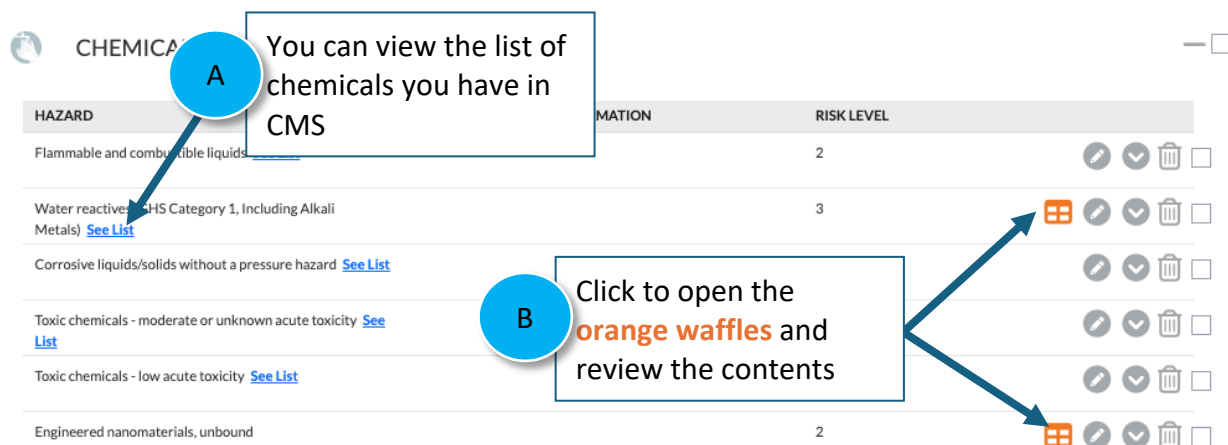 CHEMICA
A
You can view the list of
chemicals you have in
CMS
HAZARD
MATION
RISK LEVEL
Flammable and combustible liquids
2
Water reactives GHS Category 1, Including Alkali
Metals) See List
3
Corrosive liquids/solids without a pressure hazard See List
B
Click to open the
orange waffles and
review the contents
Toxic chemicals - moderate or unknown acute toxicity See
List
Toxic chemicals - low acute toxicity See List
Engineered nanomaterials, unbound
2